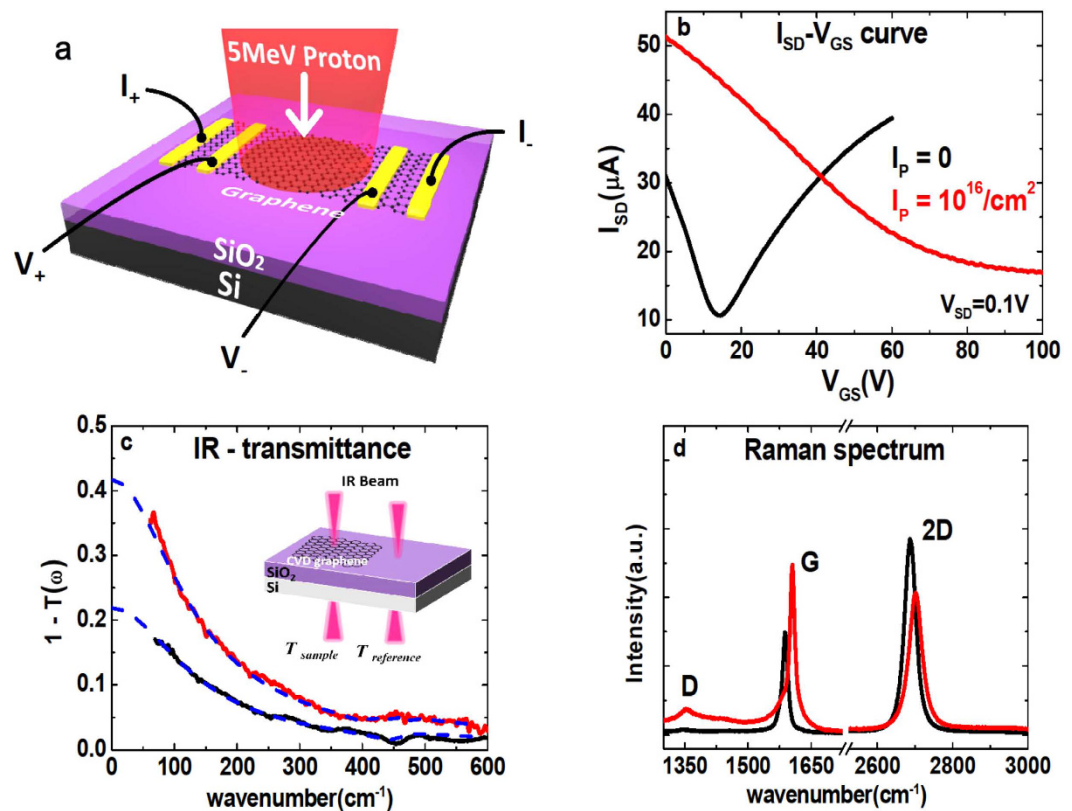 a
5MeV Proton
I+
I-
Graphene
SiO2
Si
V+
V-
b
ISD-VGS curve
50
40
30
20
10
ISD(μA)
IP = 0
IP = 10^16/cm^2
VSD=0.1V
0 20 40 60 80 100
VGS(V)
c
IR - transmittance
0.5
0.4
0.3
0.2
0.1
0.0
1 - T(ω)
IR Beam
CVD graphene
SiO2
Si
T sample
T reference
0 100 200 300 400 500 600
wavenumber(cm^-1)
d
Raman spectrum
Intensity(a.u.)
D
G
2D
1350 1500 1650 2600 2800 3000
wavenumber(cm^-1)